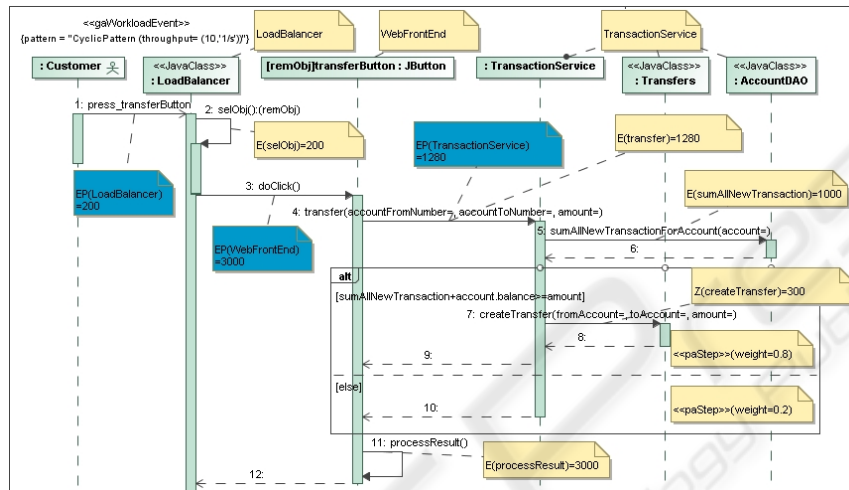 <<gaWorkloadEvent>>
{pattern = "CyclicPattern (throughput= (10,'1/s'))"}
LoadBalancer
WebFrontEnd
TransactionService
: Customer
<<JavaClass>>
: LoadBalancer
[remObj]transferButton : JButton
: TransactionService
<<JavaClass>>
: Transfers
<<JavaClass>>
: AccountDAO
1: press_transferButton
2: selObj():(remObj)
E(selObj)=200
EP(TransactionService)
=1280
E(transfer)=1280
EP(LoadBalancer)
=200
3: doClick()
E(sumAllNewTransaction)=1000
4: transfer(accountFromNumber=, accountToNumber=, amount=)
EP(WebFrontEnd)
=3000
5: sumAllNewTransactionForAccount(account=)
6:
alt
[sumAllNewTransaction+account.balance>=amount]
Z(createTransfer)=300
7: createTransfer(fromAccount=, toAccount=, amount=)
8:
<<paStep>>(weight=0.8)
9:
[else]
<<paStep>>(weight=0.2)
10:
11: processResult()
E(processResult)=3000
12: